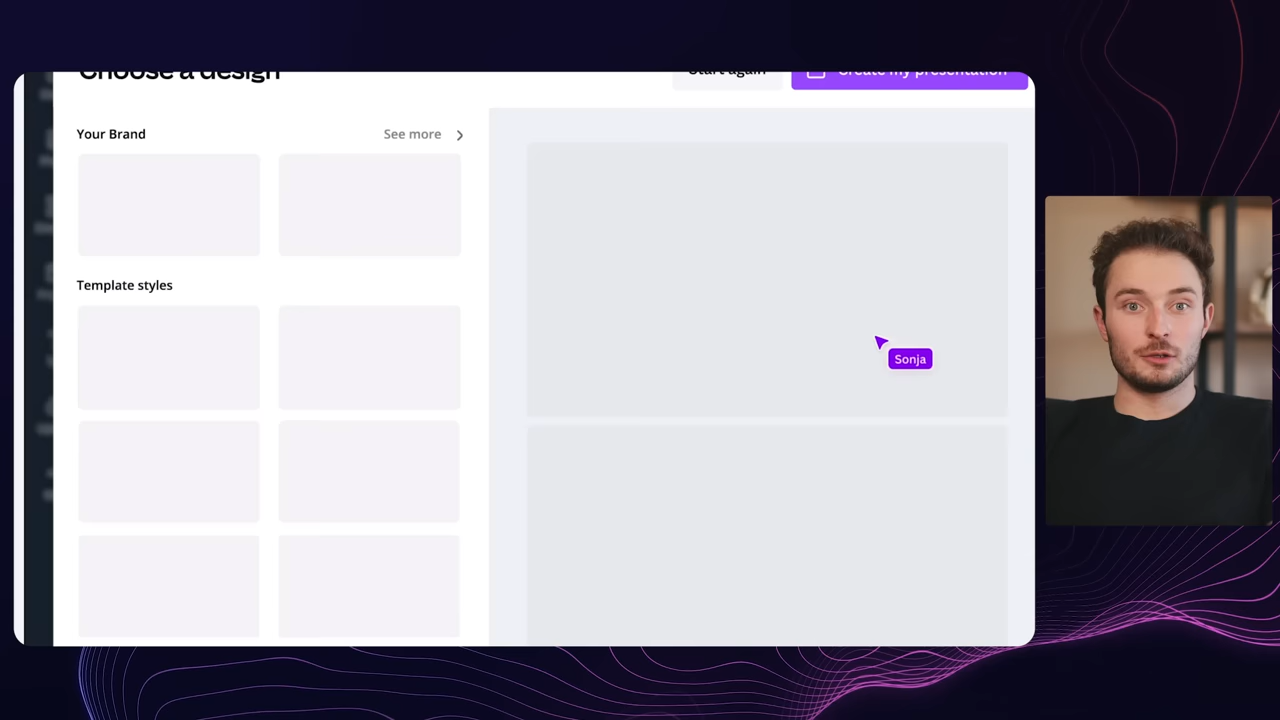 Choose a design
Start again
Create my presentation
Your Brand
See more
Template styles
Sonja